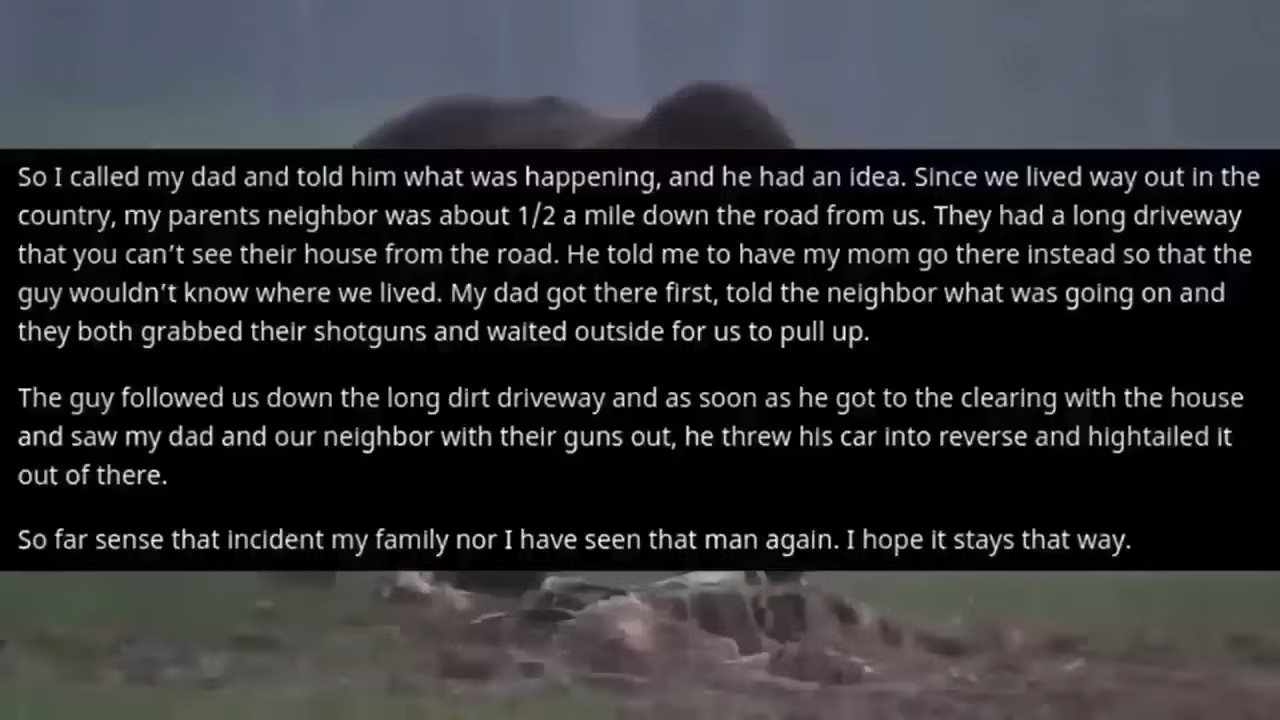 So I called my dad and told him what was happening, and he had an idea. Since we lived way out in the
country, my parents neighbor was about 1/2 a mile down the road from us. They had a long driveway
that you can’t see their house from the road. He told me to have my mom go there instead so that the
guy wouldn’t know where we lived. My dad got there first, told the neighbor what was going on and
they both grabbed their shotguns and waited outside for us to pull up.
The guy followed us down the long dirt driveway and as soon as he got to the clearing with the house
and saw my dad and our neighbor with their guns out, he threw his car into reverse and hightailed it
out of there.
So far sense that incident my family nor I have seen that man again. I hope it stays that way.